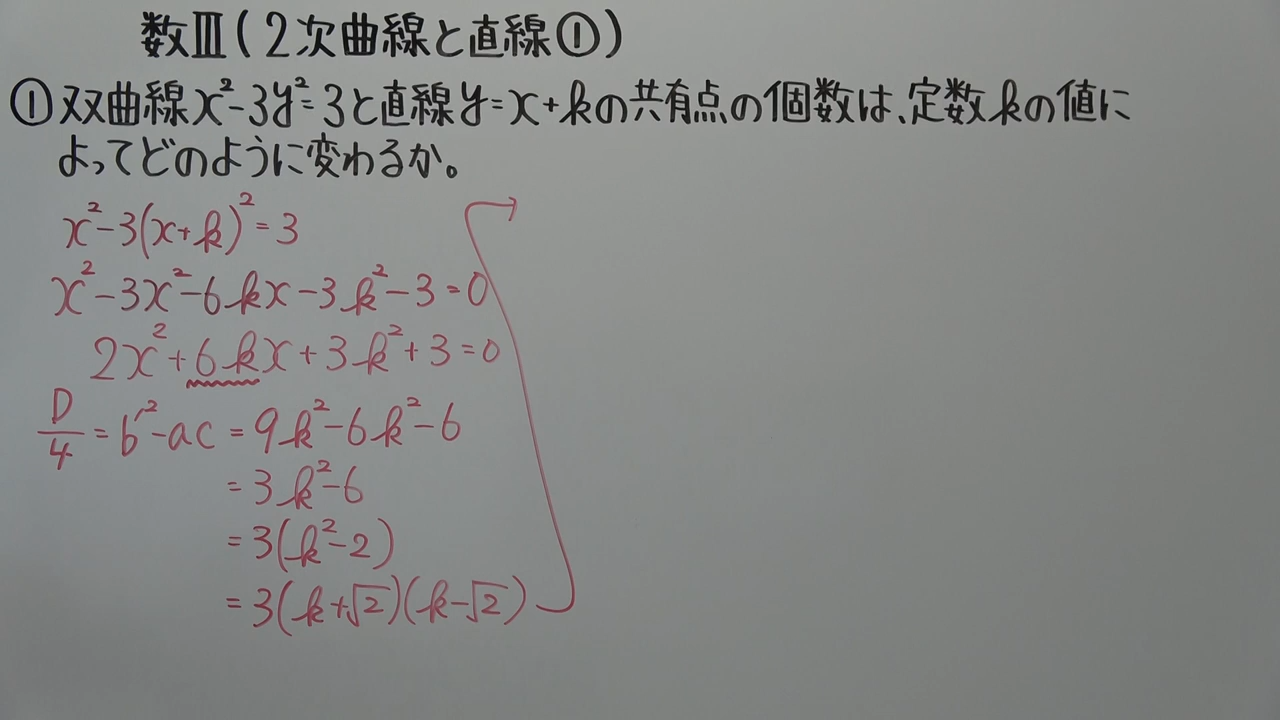 数Ⅲ(2次曲線と直線①)
①双曲線x²-3y²=3と直線y=x+kの共有点の個数は、定数kの値に
よってどのように変わるか。
x²-3(x+k)²=3
x²-3x²-6kx-3k²-3=0
2x²+6kx+3k²+3=0
D/4=b'²-ac=9k²-6k²-6
=3k²-6
=3(k²-2)
=3(k+√2)(k-√2)